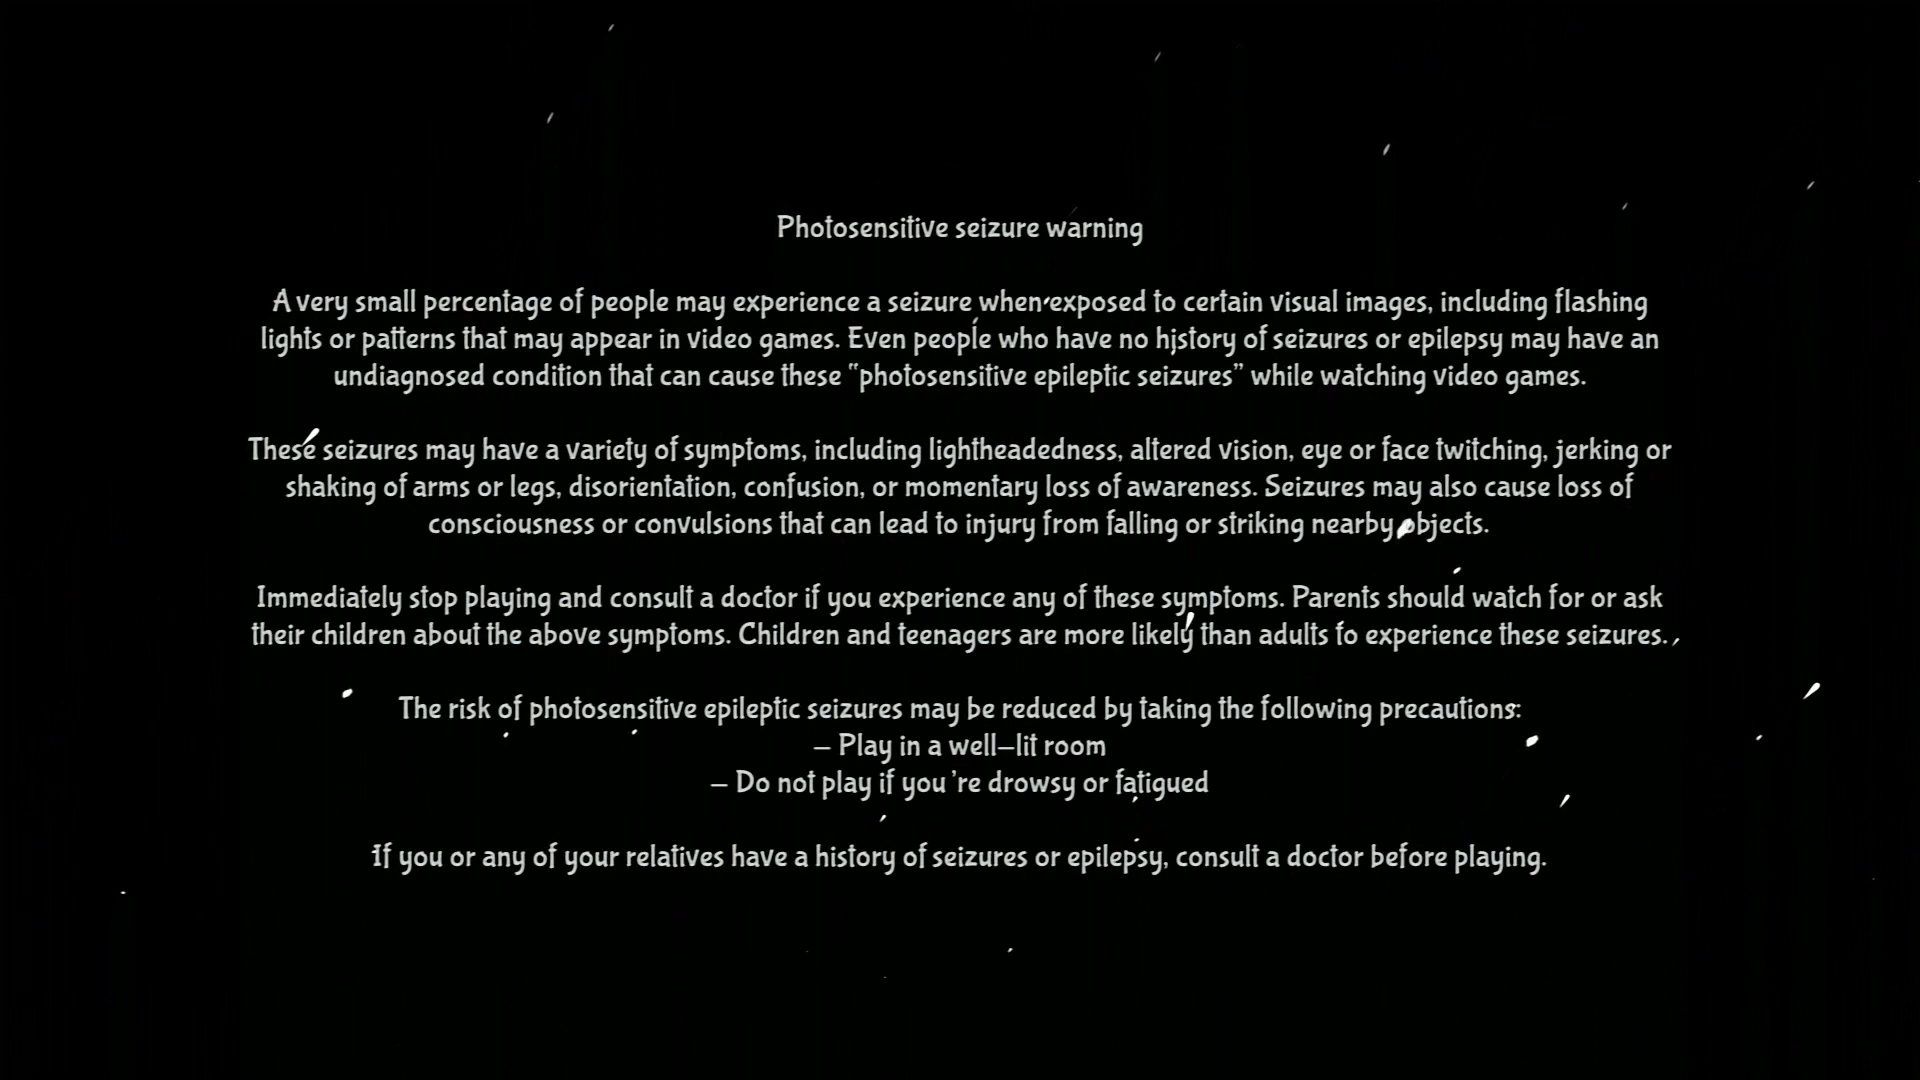 Photosensitive seizure warning
A very small percentage of people may experience a seizure when exposed to certain visual images, including flashing
lights or patterns that may appear in video games. Even people who have no history of seizures or epilepsy may have an
undiagnosed condition that can cause these "photosensitive epileptic seizures" while watching video games.
These seizures may have a variety of symptoms, including lightheadedness, altered vision, eye or face twitching, jerking or
shaking of arms or legs, disorientation, confusion, or momentary loss of awareness. Seizures may also cause loss of
consciousness or convulsions that can lead to injury from falling or striking nearby objects.
Immediately stop playing and consult a doctor if you experience any of these symptoms. Parents should watch for or ask
their children about the above symptoms. Children and teenagers are more likely than adults to experience these seizures.
The risk of photosensitive epileptic seizures may be reduced by taking the following precautions:
– Play in a well–lit room
– Do not play if you're drowsy or fatigued
If you or any of your relatives have a history of seizures or epilepsy, consult a doctor before playing.